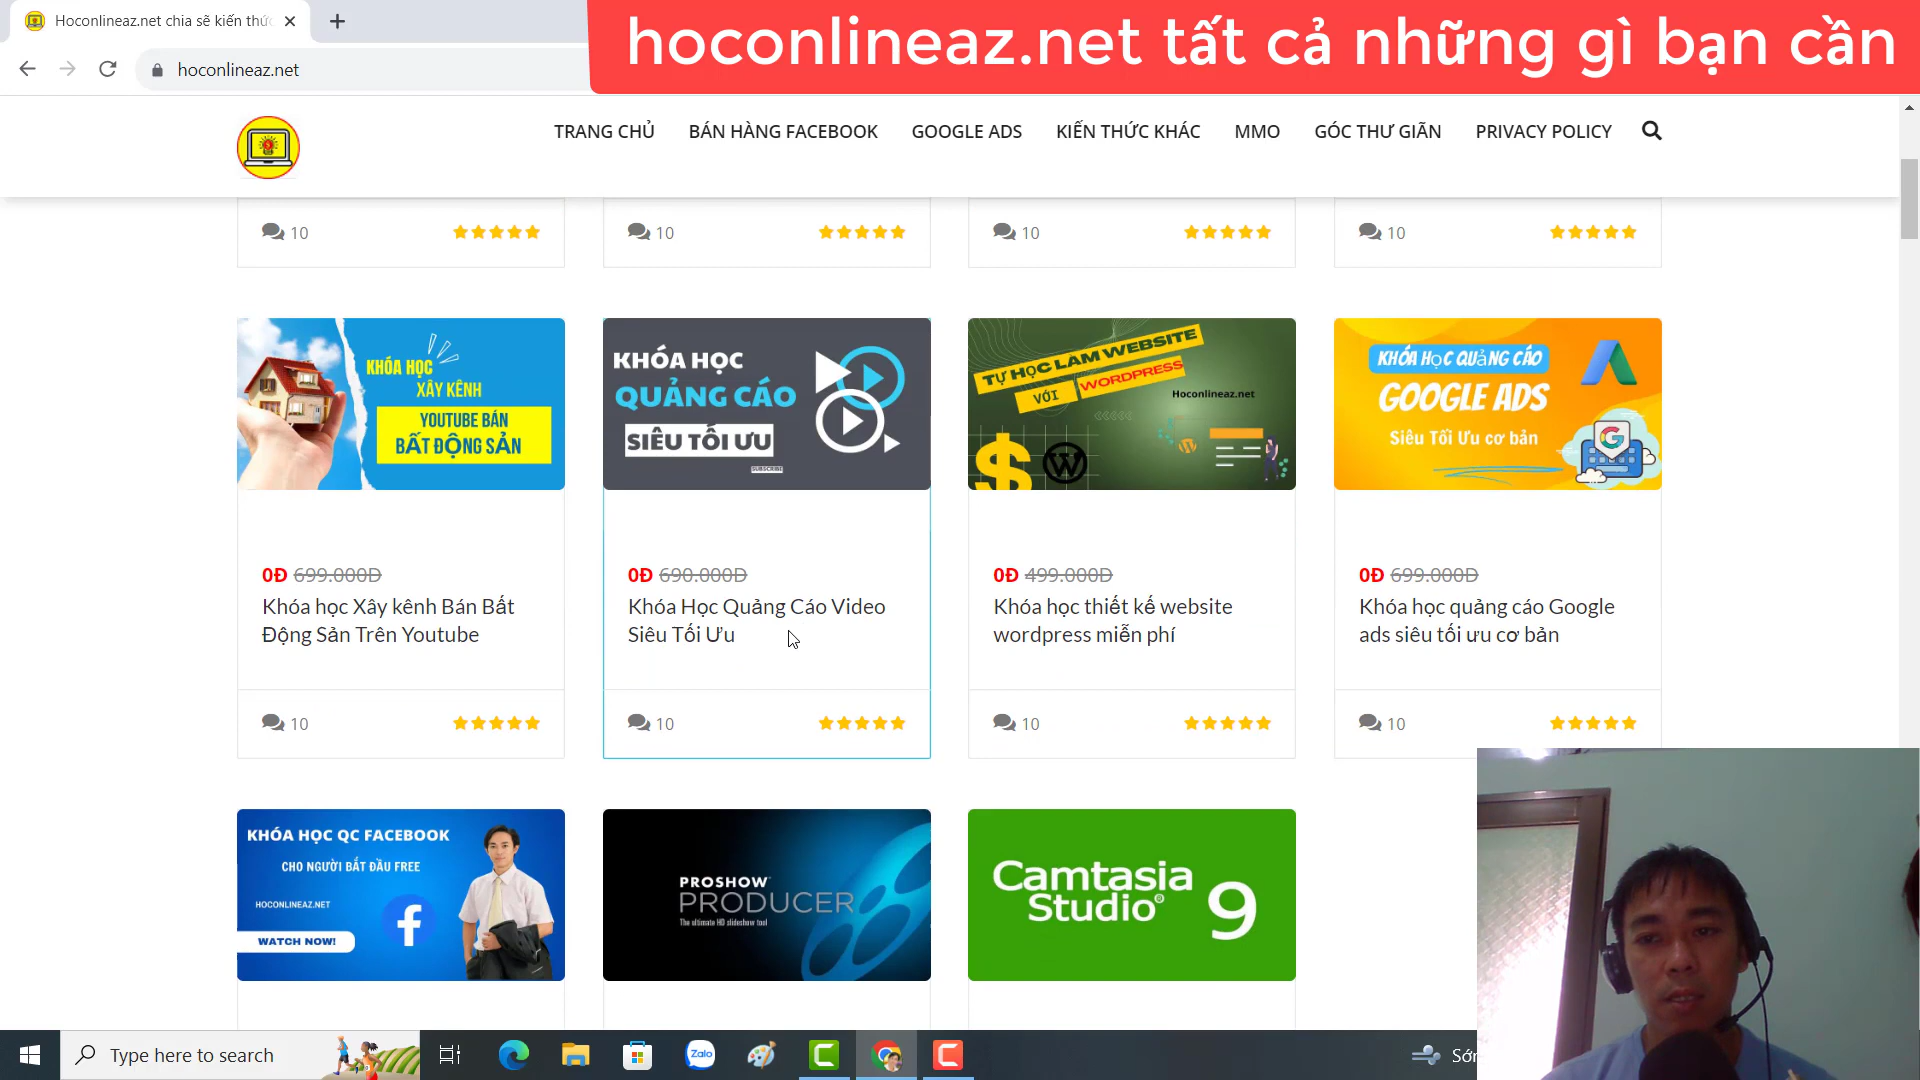 Hoconlineaz.net chia sẽ kiến thức
hoconlineaz.net tất cả những gì bạn cần
hoconlineaz.net
TRANG CHỦ
BÁN HÀNG FACEBOOK
GOOGLE ADS
KIẾN THỨC KHÁC
MMO
GÓC THƯ GIÃN
PRIVACY POLICY
10
10
10
10
KHÓA HỌC
XÂY KÊNH
YOUTUBE BÁN
BẤT ĐỘNG SẢN
KHÓA HỌC
QUẢNG CÁO
SIÊU TỐI ƯU
SUBSCRIBE
TỰ HỌC LÀM WEBSITE
VỚI
WORDPRESS
Hoconlineaz.net
KHÓA HỌC QUẢNG CÁO
GOOGLE ADS
Siêu Tối Ưu cơ bản
0Đ 699.000Đ
Khóa học Xây kênh Bán Bất
Động Sản Trên Youtube
0Đ 690.000Đ
Khóa Học Quảng Cáo Video
Siêu Tối Ưu
0Đ 499.000Đ
Khóa học thiết kế website
wordpress miễn phí
0Đ 699.000Đ
Khóa học quảng cáo Google
ads siêu tối ưu cơ bản
10
10
10
10
KHÓA HỌC QC FACEBOOK
CHO NGƯỜI BẮT ĐẦU FREE
HOCONLINEAZ.NET
WATCH NOW!
PROSHOW
PRODUCER
The ultimate HD slideshow tool
Camtasia
Studio®
9
Type here to search
Zalo